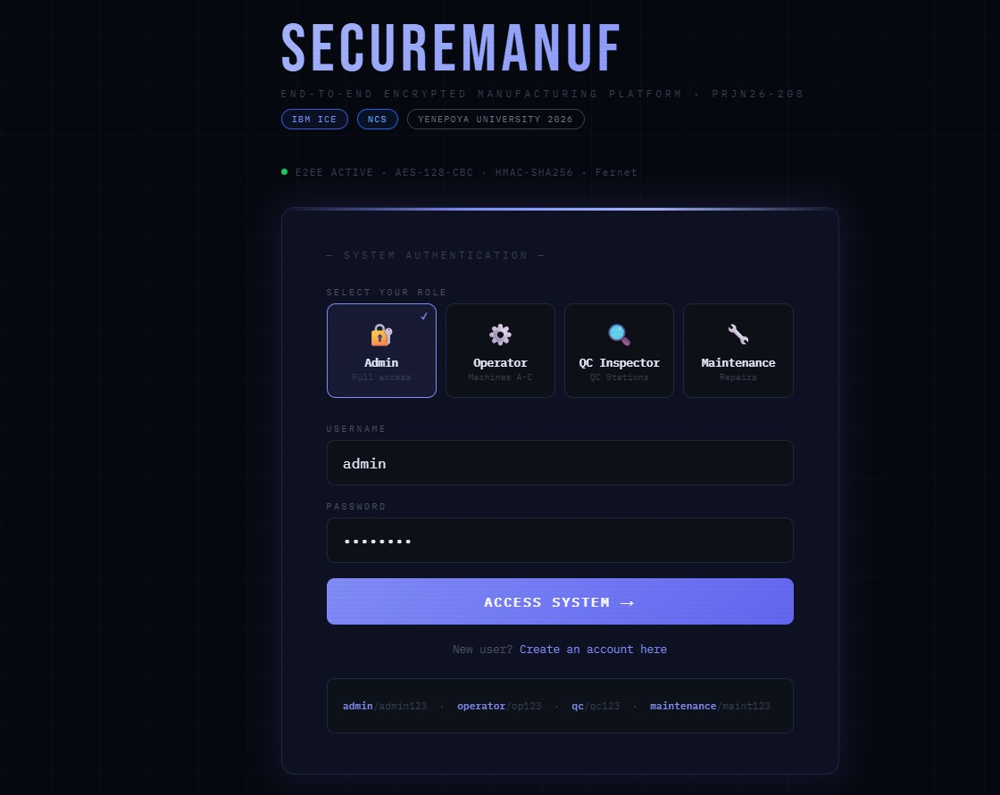 SECUREMANUF
END-TO-END ENCRYPTED MANUFACTURING PLATFORM · PRJN26-208
IBM ICE NCS YENEPOYA UNIVERSITY 2026
E2EE ACTIVE · AES-128-CBC · HMAC-SHA256 · Fernet
— SYSTEM AUTHENTICATION —
SELECT YOUR ROLE
✓
Admin Operator QC Inspector Maintenance
Full access Machines A-C QC Stations Repairs
USERNAME
admin
PASSWORD
••••••••
ACCESS SYSTEM →
New user? Create an account here
admin/admin123 · operator/op123 · qc/qc123 · maintenance/maint123